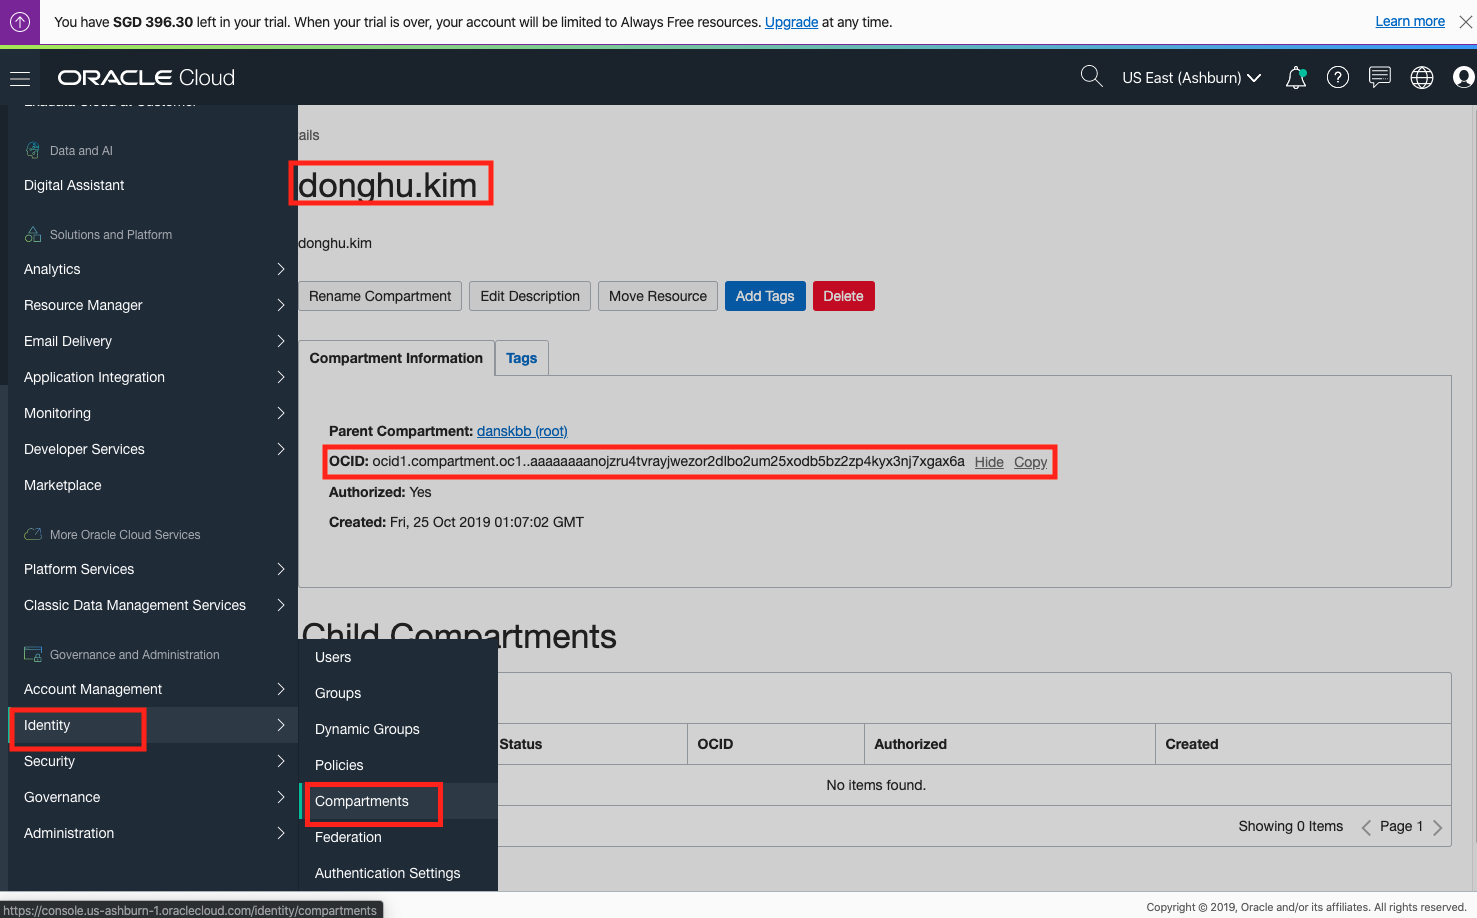 You have SGD 396.30 left in your trial. When your trial is over, your account will be limited to Always Free resources. Upgrade at any time.
Learn more
ORACLE Cloud
US East (Ashburn)
Exadata Cloud at Customer
Data and AI
Digital Assistant
Solutions and Platform
Analytics
Resource Manager
Email Delivery
Application Integration
Monitoring
Developer Services
Marketplace
More Oracle Cloud Services
Platform Services
Classic Data Management Services
Governance and Administration
Account Management
Identity
Security
Governance
Administration
Users
Groups
Dynamic Groups
Policies
Compartments
Federation
Authentication Settings
ails
donghu.kim
donghu.kim
Rename Compartment Edit Description Move Resource Add Tags Delete
Compartment Information Tags
Parent Compartment: danskbb (root)
OCID: ocid1.compartment.oc1..aaaaaaaanojzru4tvrayjwezor2dlbo2um25xodb5bz2zp4kyx3nj7xgax6a Hide Copy
Authorized: Yes
Created: Fri, 25 Oct 2019 01:07:02 GMT
Child Compartments
Status OCID Authorized Created
No items found.
Showing 0 Items Page 1
https://console.us-ashburn-1.oraclecloud.com/identity/compartments
Copyright © 2019, Oracle and/or its affiliates. All rights reserved.